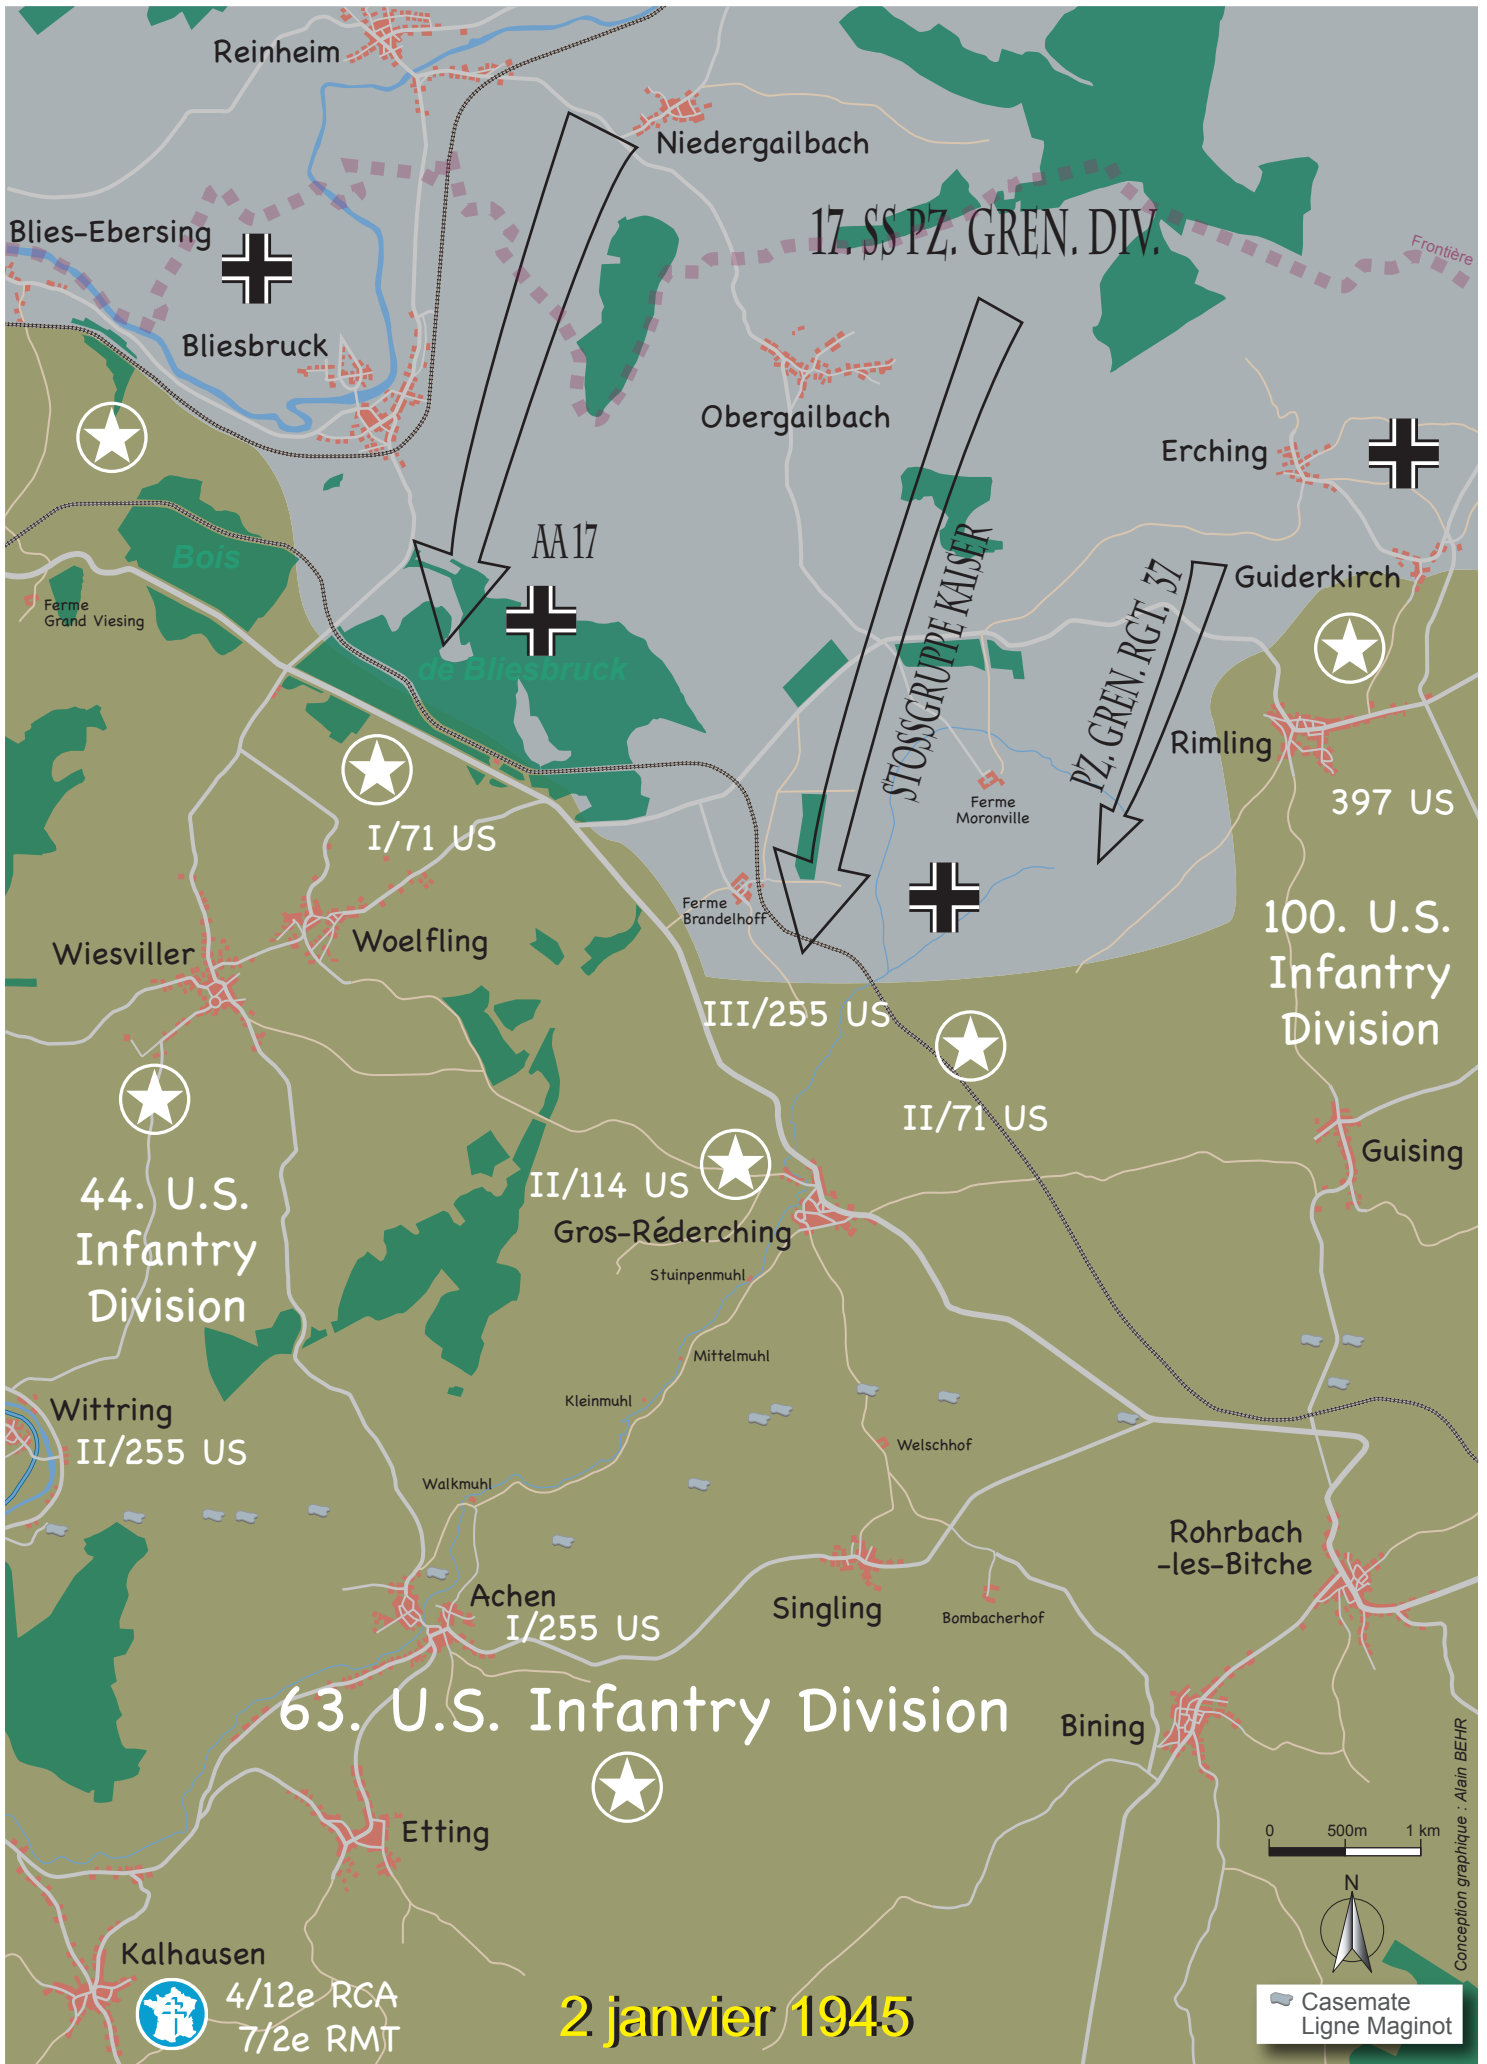 Reinheim
Niedergailbach
17. SS PZ. GREN. DIV.
Blies-Ebersing
Frontière
Bliesbruck
Obergailbach
Erching
AA 17
Bois
STOSSGRUPPE KAISER
PZ. GREN. RGT. 37
Guiderkirch
Ferme
Grand Viesing
de Bliesbruck
Rimling
397 US
I/71 US
Ferme
Moronville
Ferme
Brandelhoff
Woelfling
Wiesviller
100. U.S.
Infantry
Division
III/255 US
II/71 US
Guising
II/114 US
44. U.S.
Infantry
Division
Gros-Réderching
Stuinpenmuhl
Mittelmuhl
Kleinmuhl
Wittring
II/255 US
Welschhof
Walkmuhl
Rohrbach
-les-Bitche
Achen
I/255 US
Singling
Bombacherhof
63. U.S. Infantry Division
Bining
Etting
0 500m 1 km
N
Conception graphique : Alain BEHR
Kalhausen
4/12e RCA
7/2e RMT
2 janvier 1945
Casemate
Ligne Maginot